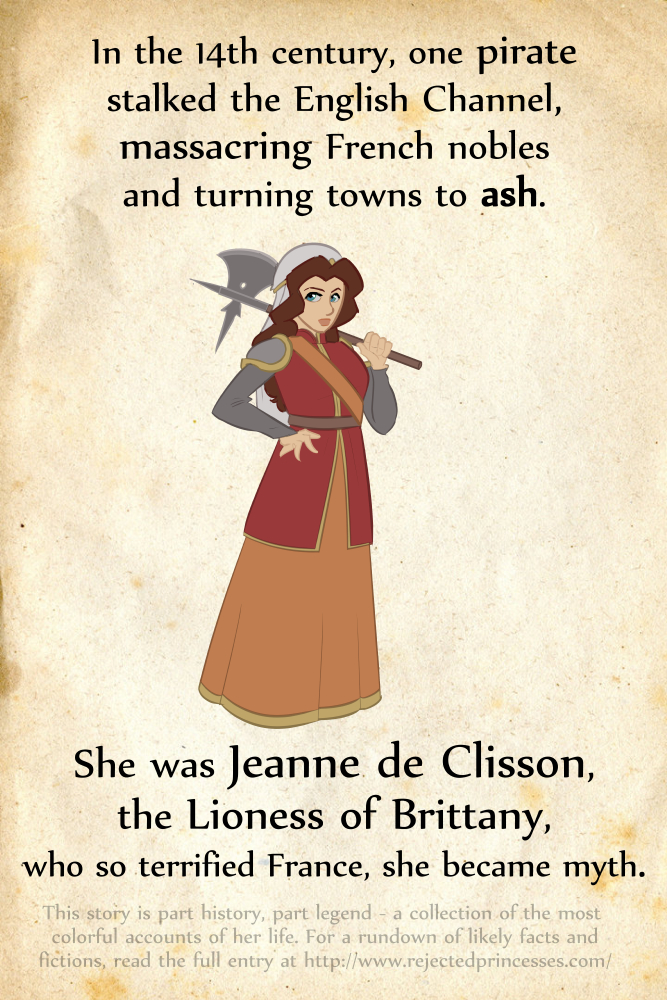 In the 14th century, one pirate
stalked the English Channel,
massacring French nobles
and turning towns to ash.
She was Jeanne de Clisson,
the Lioness of Brittany,
who so terrified France, she became myth.
This story is part history, part legend - a collection of the most
colorful accounts of her life. For a rundown of likely facts and
fictions, read the full entry at http://www.rejectedprincesses.com/